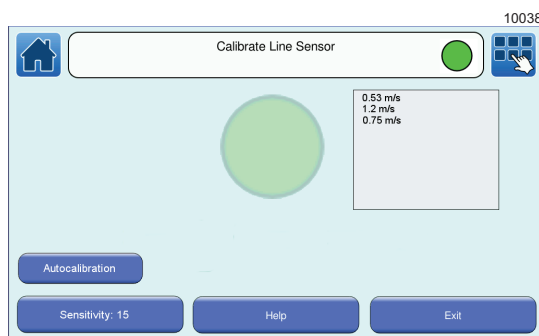 10038
Calibrate Line Sensor
0.53 m/s
1.2 m/s
0.75 m/s
Autocalibration
Sensitivity: 15
Help
Exit